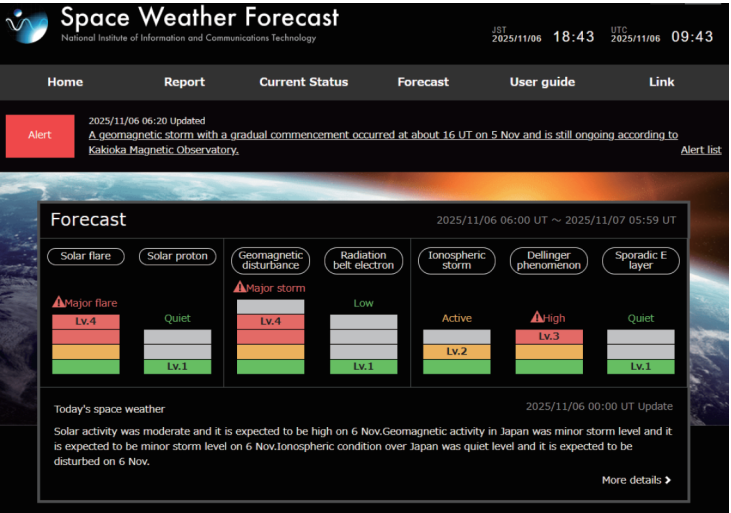 Space Weather Forecast
National Institute of Information and Communications Technology
JST
2025/11/06 18:43
UTC
2025/11/06 09:43
Home Report Current Status Forecast User guide Link
Alert
2025/11/06 06:20 Updated
A geomagnetic storm with a gradual commencement occurred at about 16 UT on 5 Nov and is still ongoing according to
Kakioka Magnetic Observatory.
Alert list
Forecast
2025/11/06 06:00 UT ～ 2025/11/07 05:59 UT
Solar flare
Major flare
Lv.4
Solar proton
Quiet
Lv.1
Geomagnetic
disturbance
Major storm
Lv.4
Radiation
belt electron
Low
Lv.1
Ionospheric
storm
Active
Lv.2
Dellinger
phenomenon
High
Lv.3
Sporadic E
layer
Quiet
Lv.1
Today's space weather
2025/11/06 00:00 UT Update
Solar activity was moderate and it is expected to be high on 6 Nov.Geomagnetic activity in Japan was minor storm level and it
is expected to be minor storm level on 6 Nov.Ionospheric condition over Japan was quiet level and it is expected to be
disturbed on 6 Nov.
More details